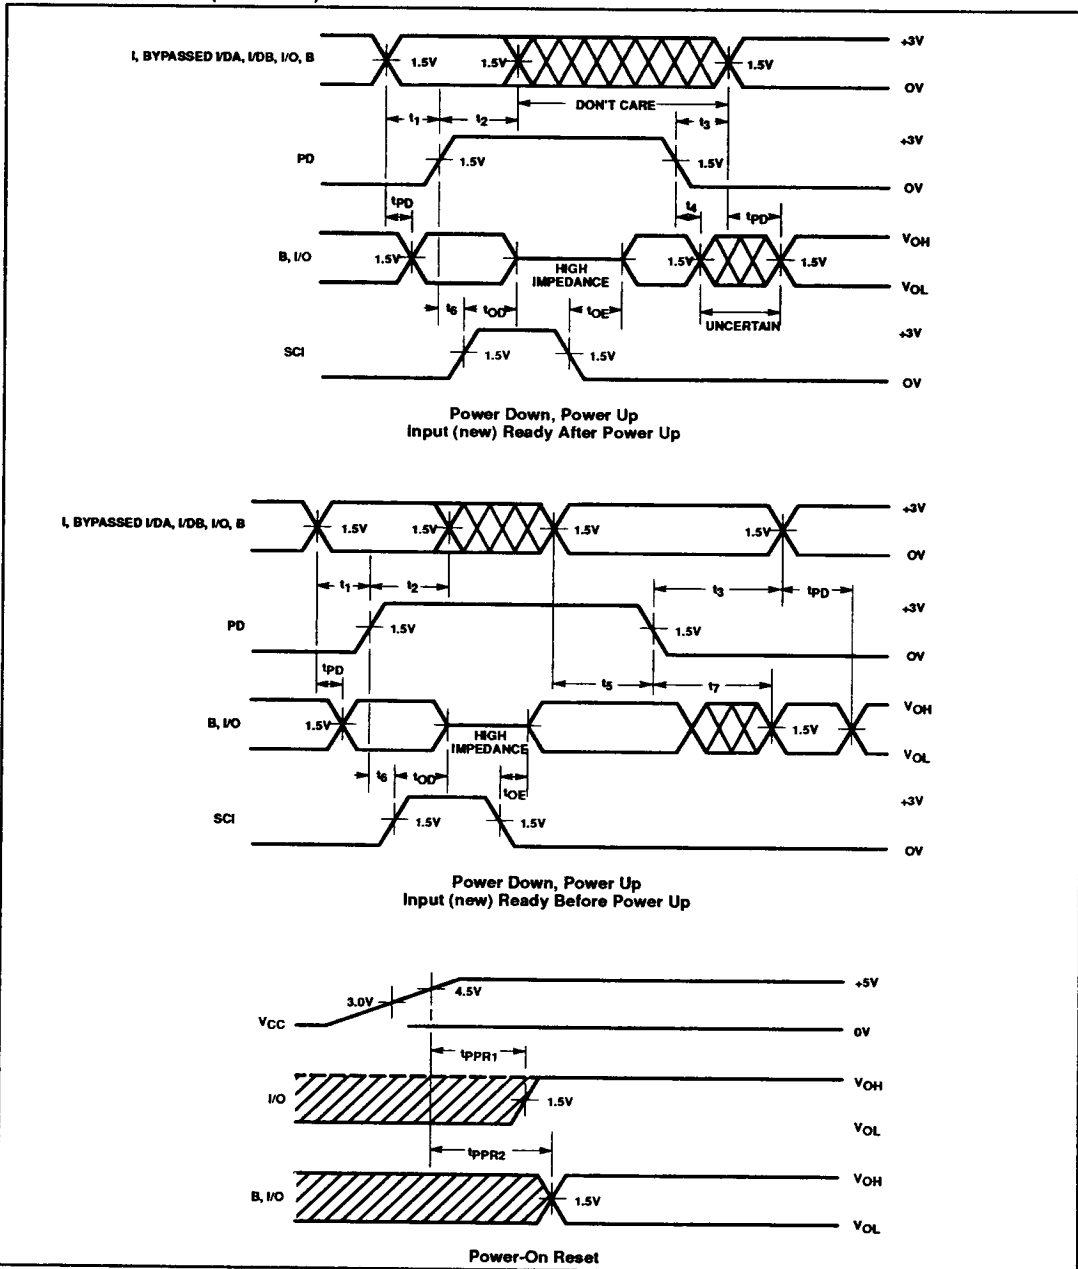 I, BYPASSED I/DA, I/DB, I/O, B
1.5V 1.5V 1.5V
+3V
OV
DON'T CARE
t1 t2 t3
PD
1.5V 1.5V
+3V
OV
tPD t4 tPD
B, I/O
1.5V 1.5V 1.5V
HIGH
IMPEDANCE
VOH
VOL
t6 tOD tOE
UNCERTAIN
SCI
1.5V 1.5V
+3V
OV
Power Down, Power Up
Input (new) Ready After Power Up
I, BYPASSED I/DA, I/DB, I/O, B
1.5V 1.5V 1.5V 1.5V
+3V
OV
t1 t2 t3 tPD
PD
1.5V 1.5V
+3V
OV
tPD t5 t7
B, I/O
1.5V 1.5V
HIGH
IMPEDANCE
VOH
VOL
t6 tOD tOE
SCI
1.5V 1.5V
+3V
OV
Power Down, Power Up
Input (new) Ready Before Power Up
VCC
3.0V 4.5V
+5V
0V
tPPR1
I/O
1.5V
VOH
VOL
tPPR2
B, I/O
1.5V
VOH
VOL
Power-On Reset